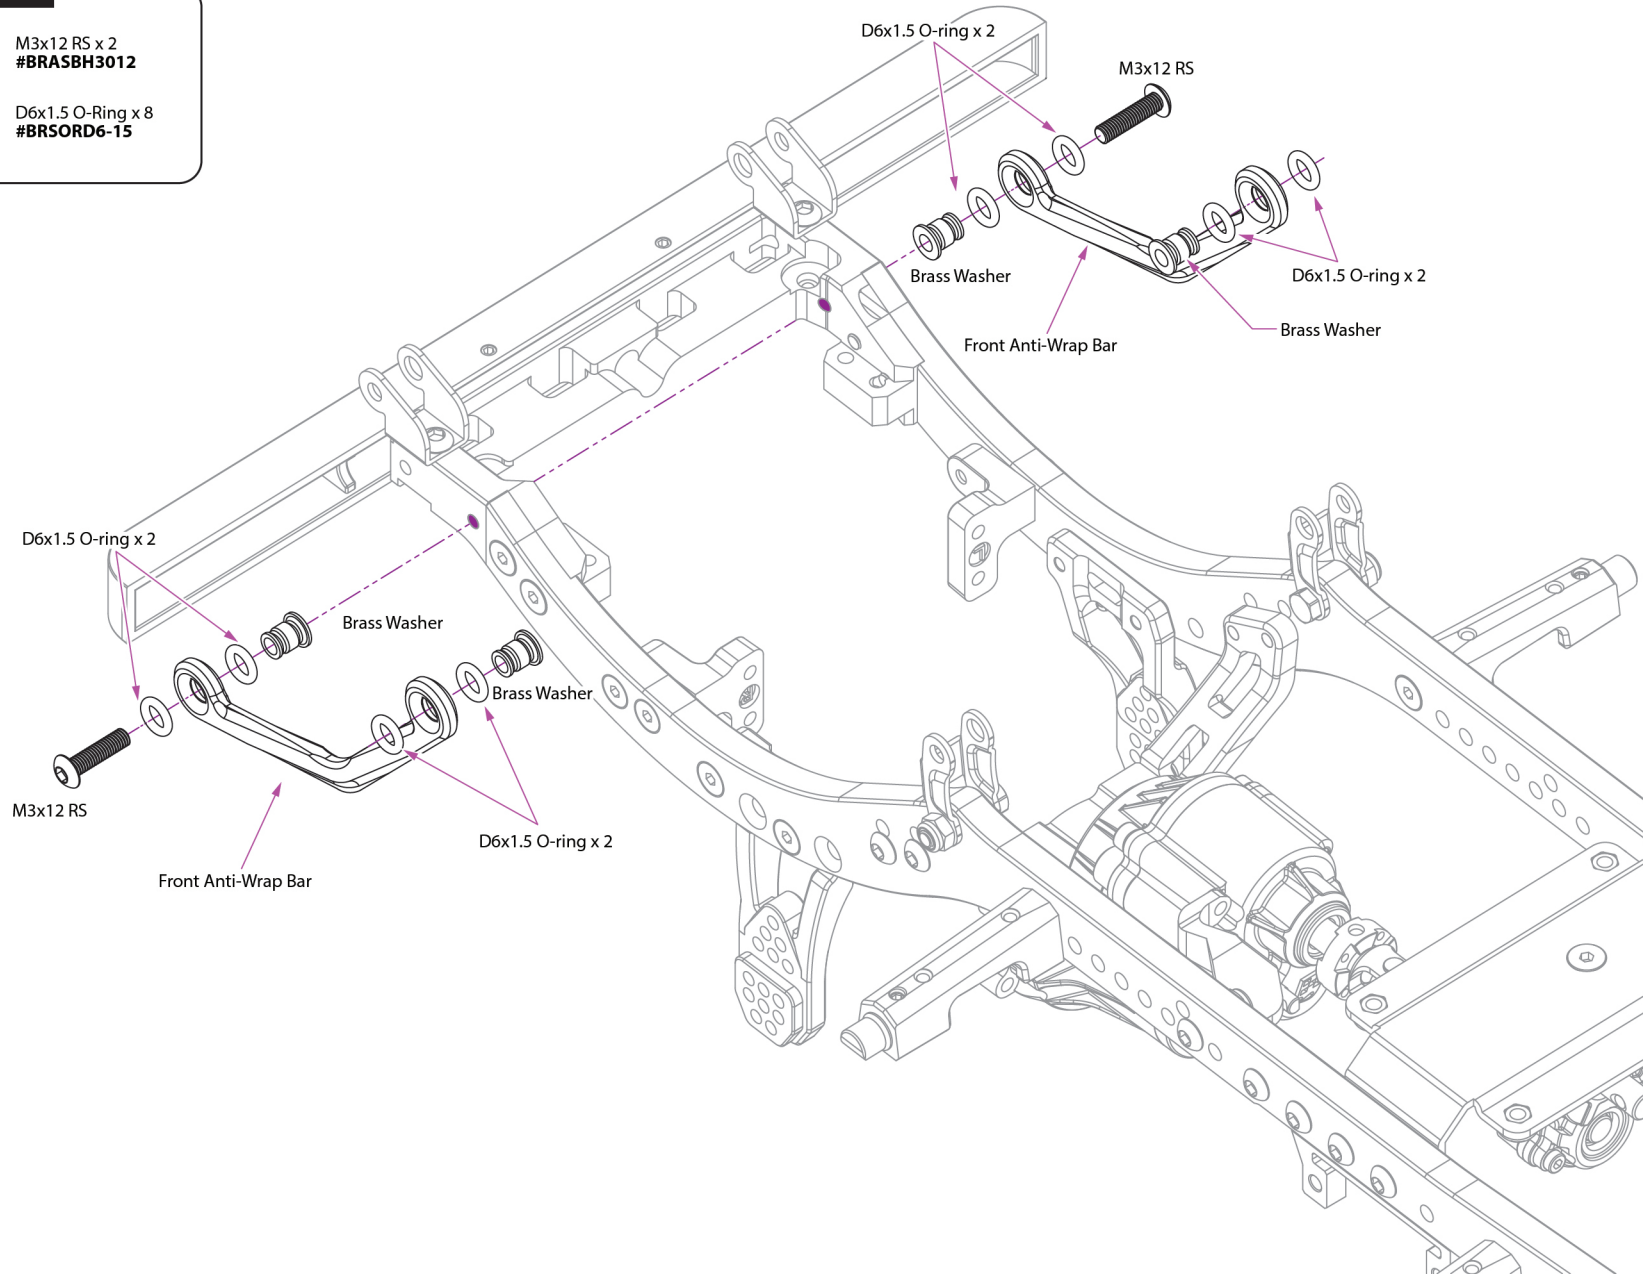 M3x12 RS x 2
#BRASBH3012
D6x1.5 O-Ring x 8
#BRSORD6-15
D6x1.5 O-ring x 2
M3x12 RS
Brass Washer
D6x1.5 O-ring x 2
Brass Washer
Front Anti-Wrap Bar
D6x1.5 O-ring x 2
Brass Washer
Brass Washer
M3x12 RS
D6x1.5 O-ring x 2
Front Anti-Wrap Bar